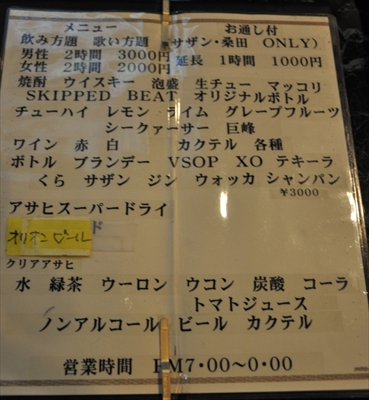 メニュー　お通し付
飲み方題　歌い方題　サザン・桑田　ONLY）
男性　2時間　3000円　延長　1時間　1000円
女性　2時間　2000円
焼酎　ウイスキー　泡盛　生チュー　マッコリ
SKIPPED　BEAT　オリジナルボトル
チューハイ　レモン　ライム　グレープフルーツ
シークァーサー　巨峰
ワイン　赤　白　カクテル　各種
ボトル　ブランデー　VSOP　XO　テキーラ
くら　サザン　ジン　ウォッカ　シャンパン
¥3000
アサヒスーパードライ
オリオンビール
クリアアサヒ
水　緑茶　ウーロン　ウコン　炭酸　コーラ
トマトジュース
ノンアルコール　ビール　カクテル
営業時間　PM7・00〜0・00